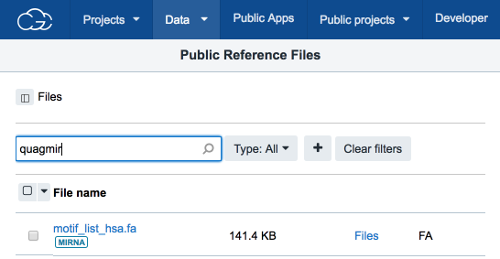 Projects Data Public Apps Public projects Developer
Public Reference Files
Files
quagmir Type: All + Clear filters
File name
motif_list_hsa.fa 141.4 KB Files FA
MIRNA